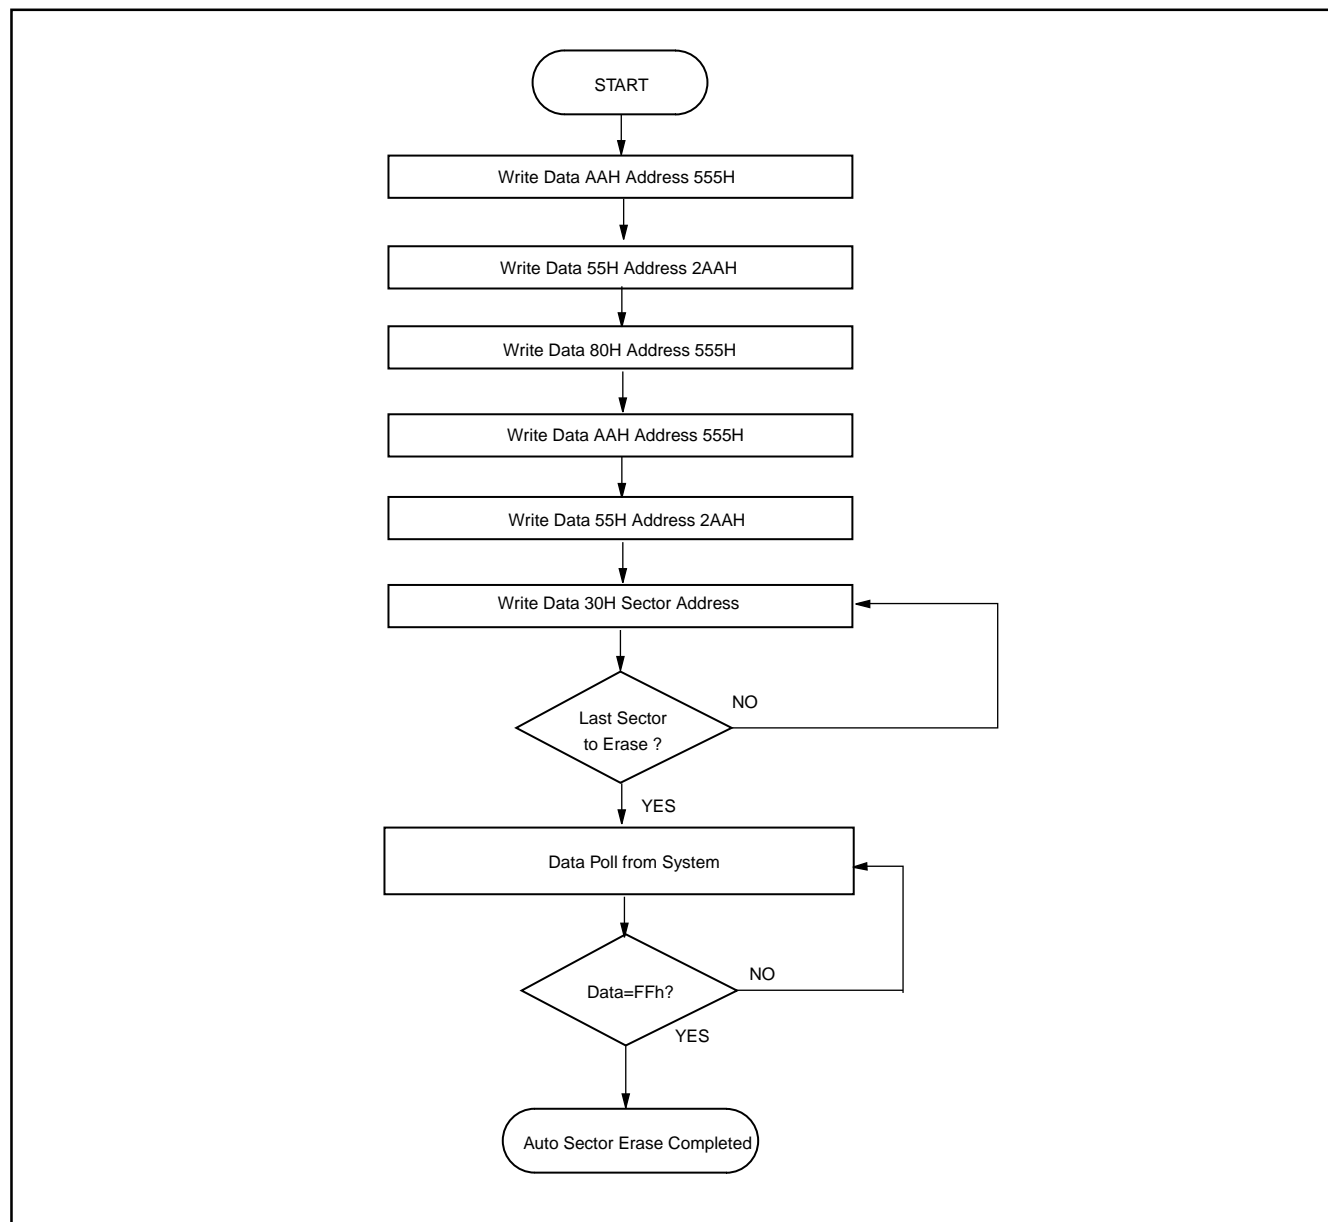 START
Write Data AAH Address 555H
Write Data 55H Address 2AAH
Write Data 80H Address 555H
Write Data AAH Address 555H
Write Data 55H Address 2AAH
Write Data 30H Sector Address
NO
Last Sector
to Erase ?
YES
Data Poll from System
NO
Data=FFh?
YES
Auto Sector Erase Completed